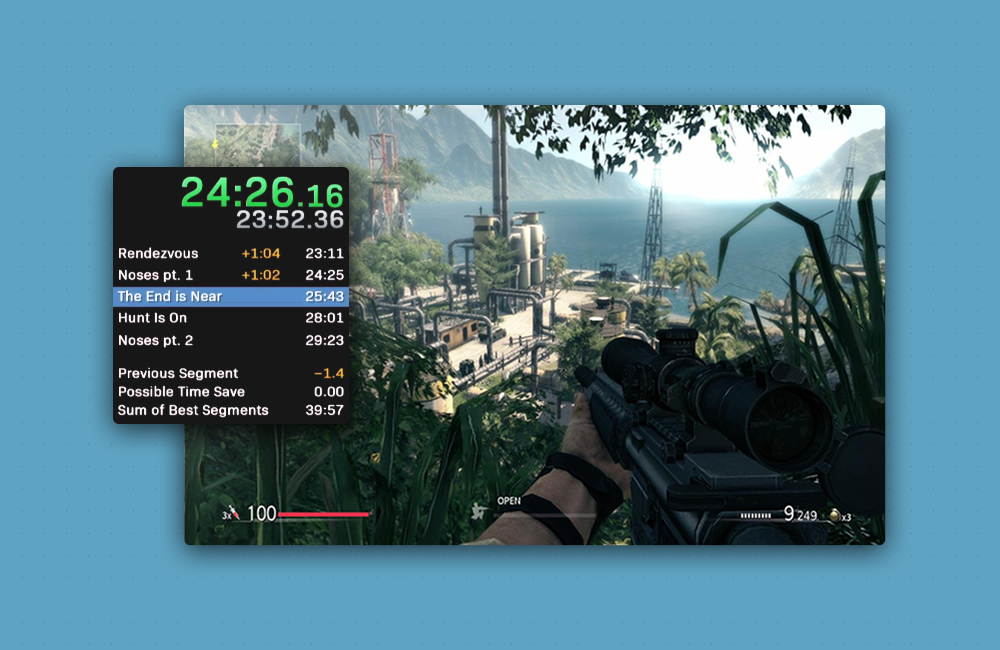 24:26.16
23:52.36
Rendezvous +1:04 23:11
Noses pt. 1 +1:02 24:25
The End is Near 25:43
Hunt Is On 28:01
Noses pt. 2 29:23
Previous Segment −1.4
Possible Time Save 0.00
Sum of Best Segments 39:57
OPEN
3x 100
9 249 x3